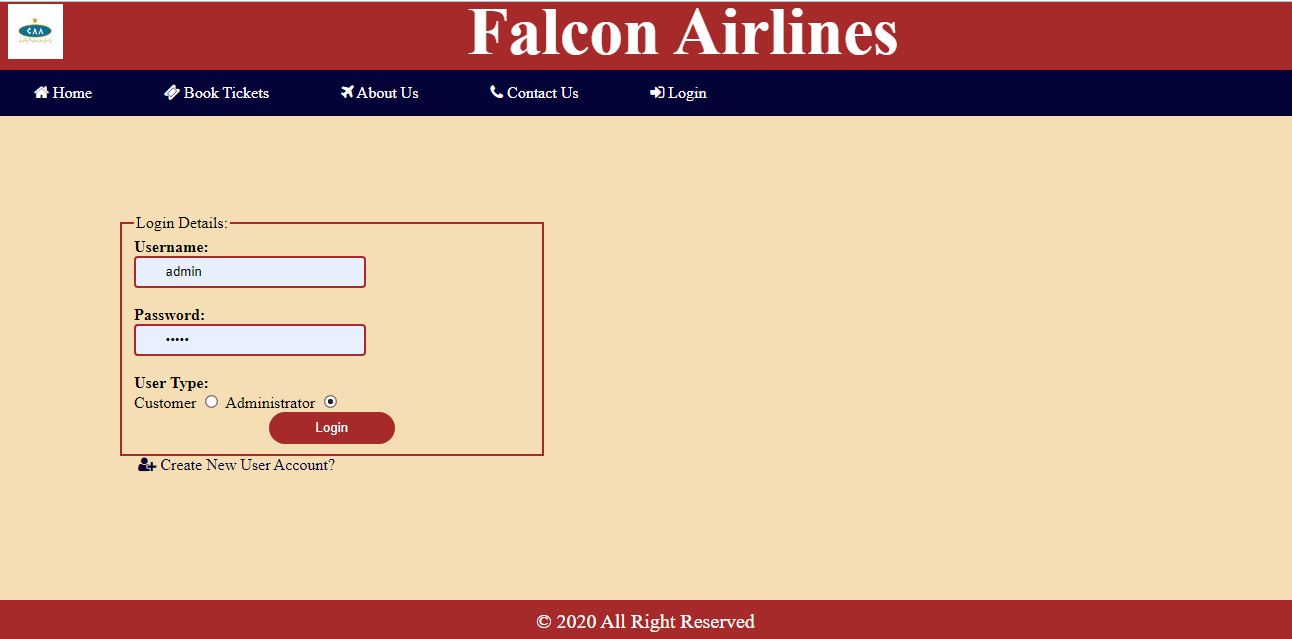 CAA
Falcon Airlines
Home Book Tickets About Us Contact Us Login
Login Details:
Username:
admin
Password:
•••••
User Type:
Customer Administrator
Login
Create New User Account?
© 2020 All Right Reserved